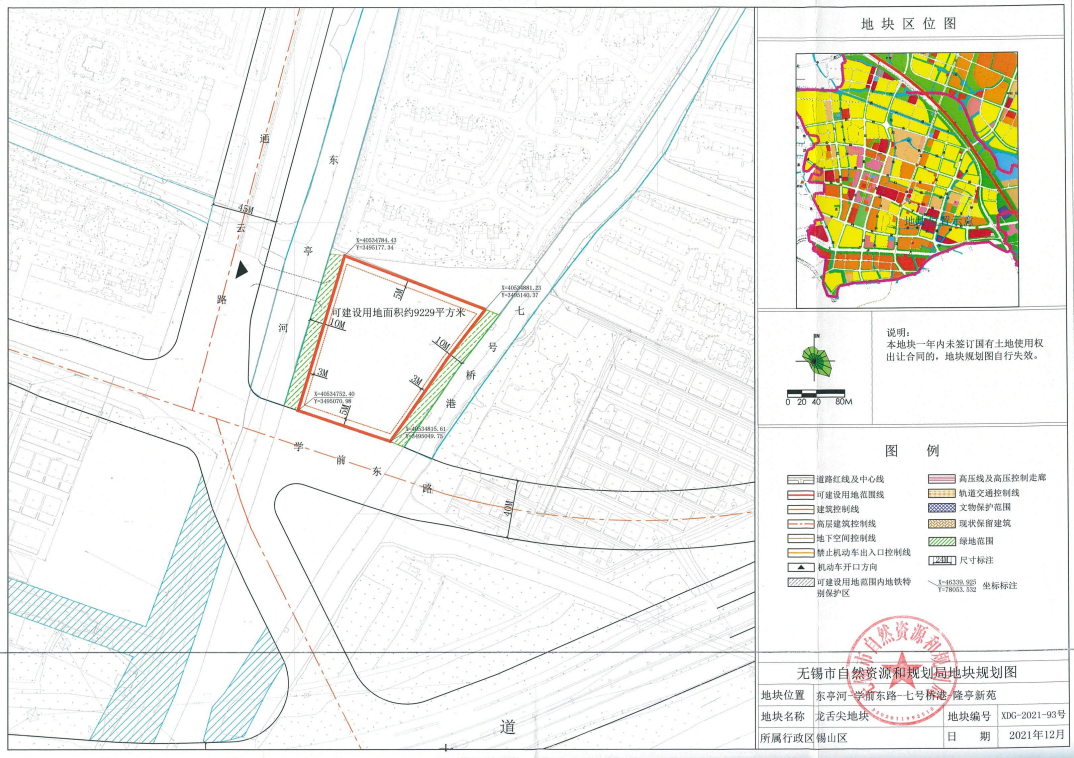 地块区位图
通
东
45M
云
亭
路
河
X=40534784.43
Y=3495177.34
5M
可建设用地面积约9229平方米
10M
10M
3M
3M
5M
X=40534881.23
Y=3495140.37
七
号
桥
港
X=40534752.40
Y=3495070.98
X=40534815.61
Y=3495049.75
学
前
东
路
40M
道
说明:
本地块一年内未签订国有土地使用权
出让合同的，地块规划图自行失效。
0 20 40 80M
图例
道路红线及中心线
可建设用地范围线
建筑控制线
高层建筑控制线
地下空间控制线
禁止机动车出入口控制线
机动车开口方向
可建设用地范围内地铁特
别保护区
高压线及高压控制走廊
轨道交通控制线
文物保护范围
现状保留建筑
绿地范围
24M 尺寸标注
X=46339.925
Y=78053.532
坐标标注
无锡市自然资源和规划局地块规划图
地块位置 东亭河-学前东路-七号桥港-隆亭新苑
地块名称 龙舌尖地块 地块编号 XDG-2021-93号
所属行政区 锡山区 日期 2021年12月